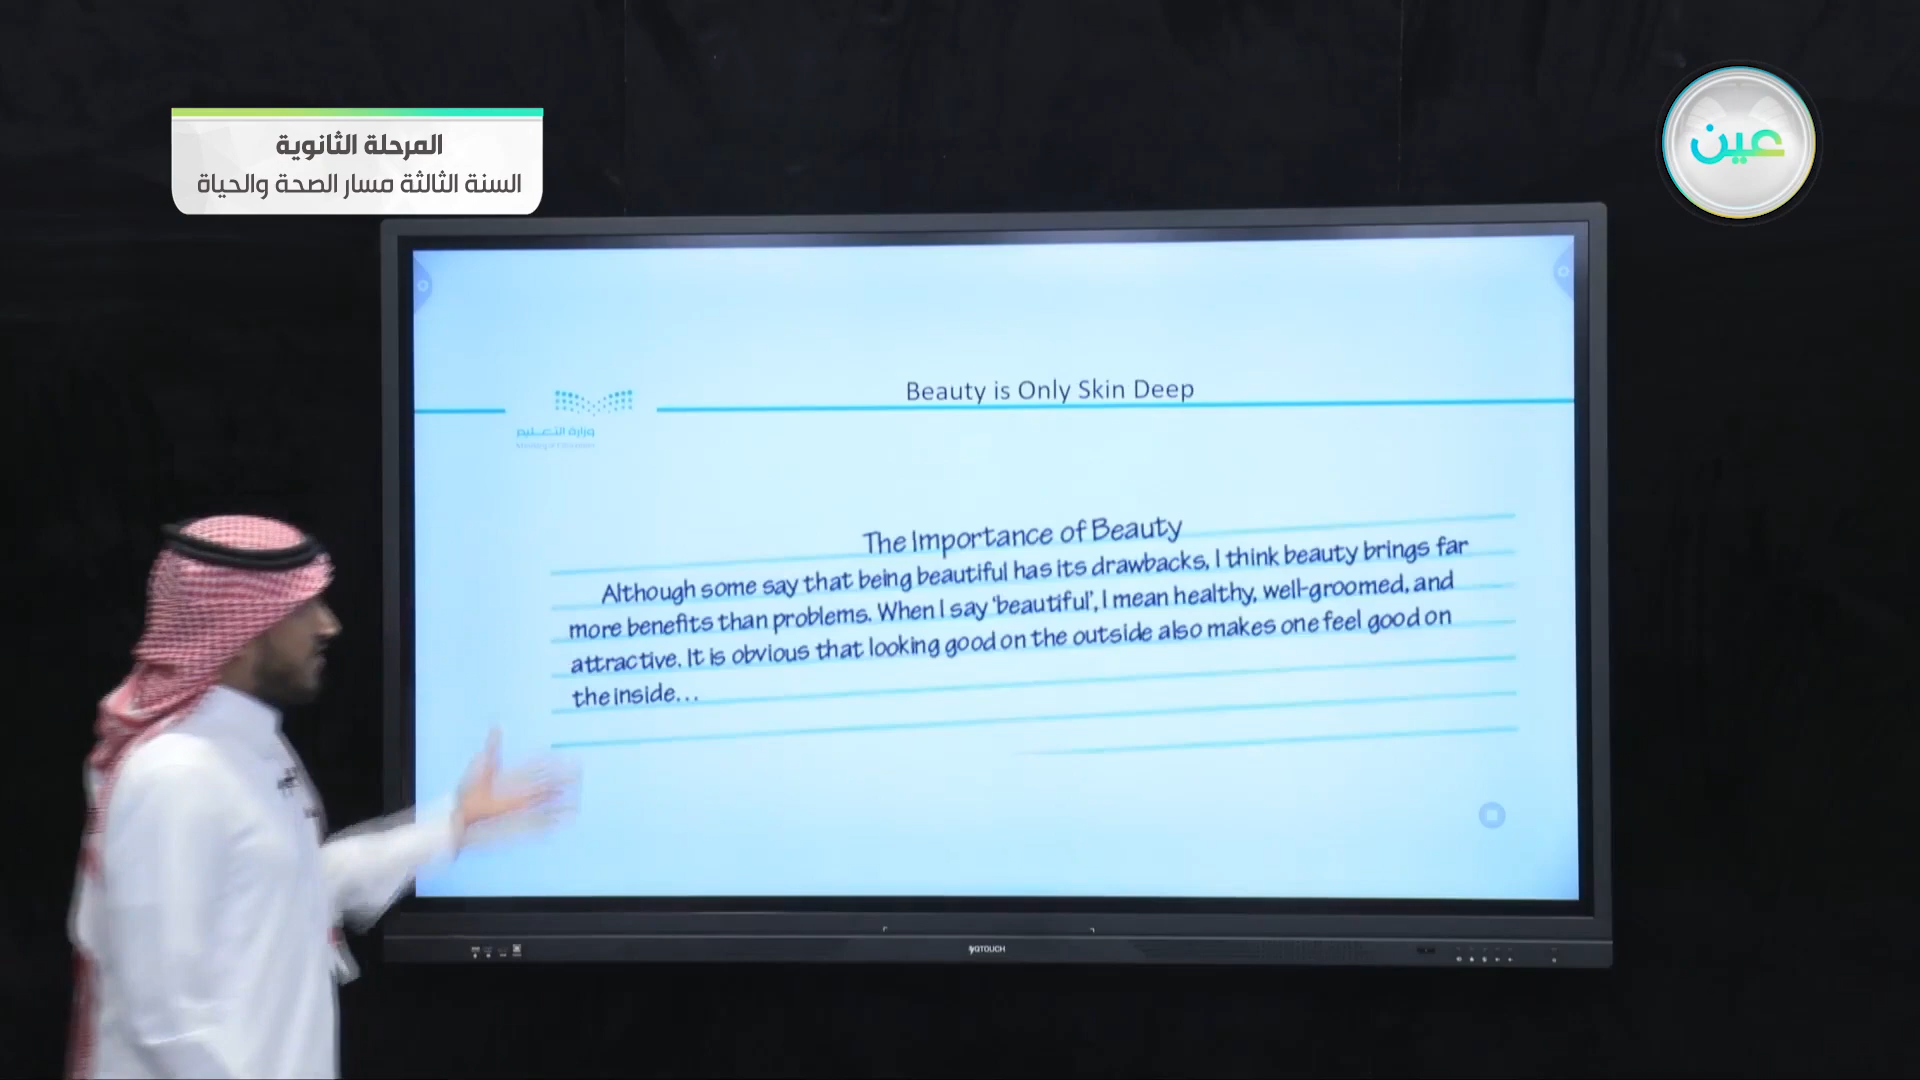 المرحلة الثانوية
السنة الثالثة مسار الصحة والحياة
عين
Beauty is Only Skin Deep
وزارة التعليم
The Importance of Beauty
Although some say that being beautiful has its drawbacks, I think beauty brings far
more benefits than problems. When I say 'beautiful', I mean healthy, well-groomed, and
attractive. It is obvious that looking good on the outside also makes one feel good on
the inside...